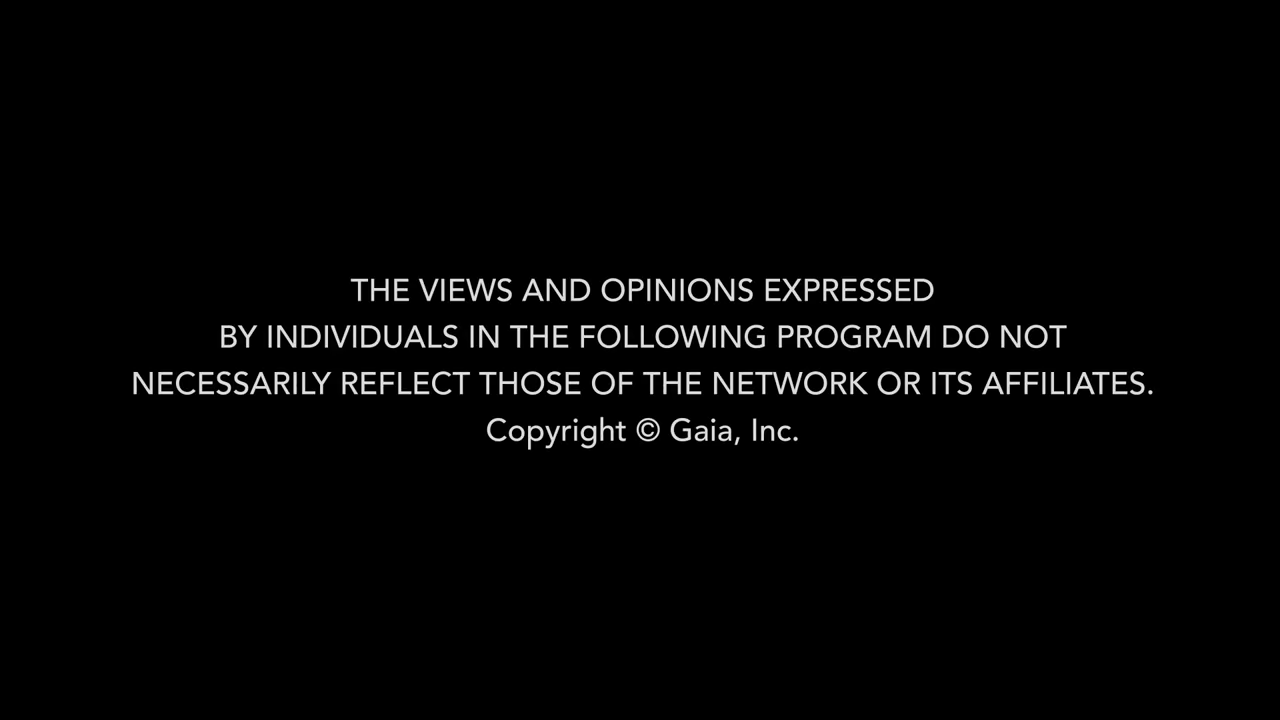 THE VIEWS AND OPINIONS EXPRESSED
BY INDIVIDUALS IN THE FOLLOWING PROGRAM DO NOT
NECESSARILY REFLECT THOSE OF THE NETWORK OR ITS AFFILIATES.
Copyright © Gaia, Inc.